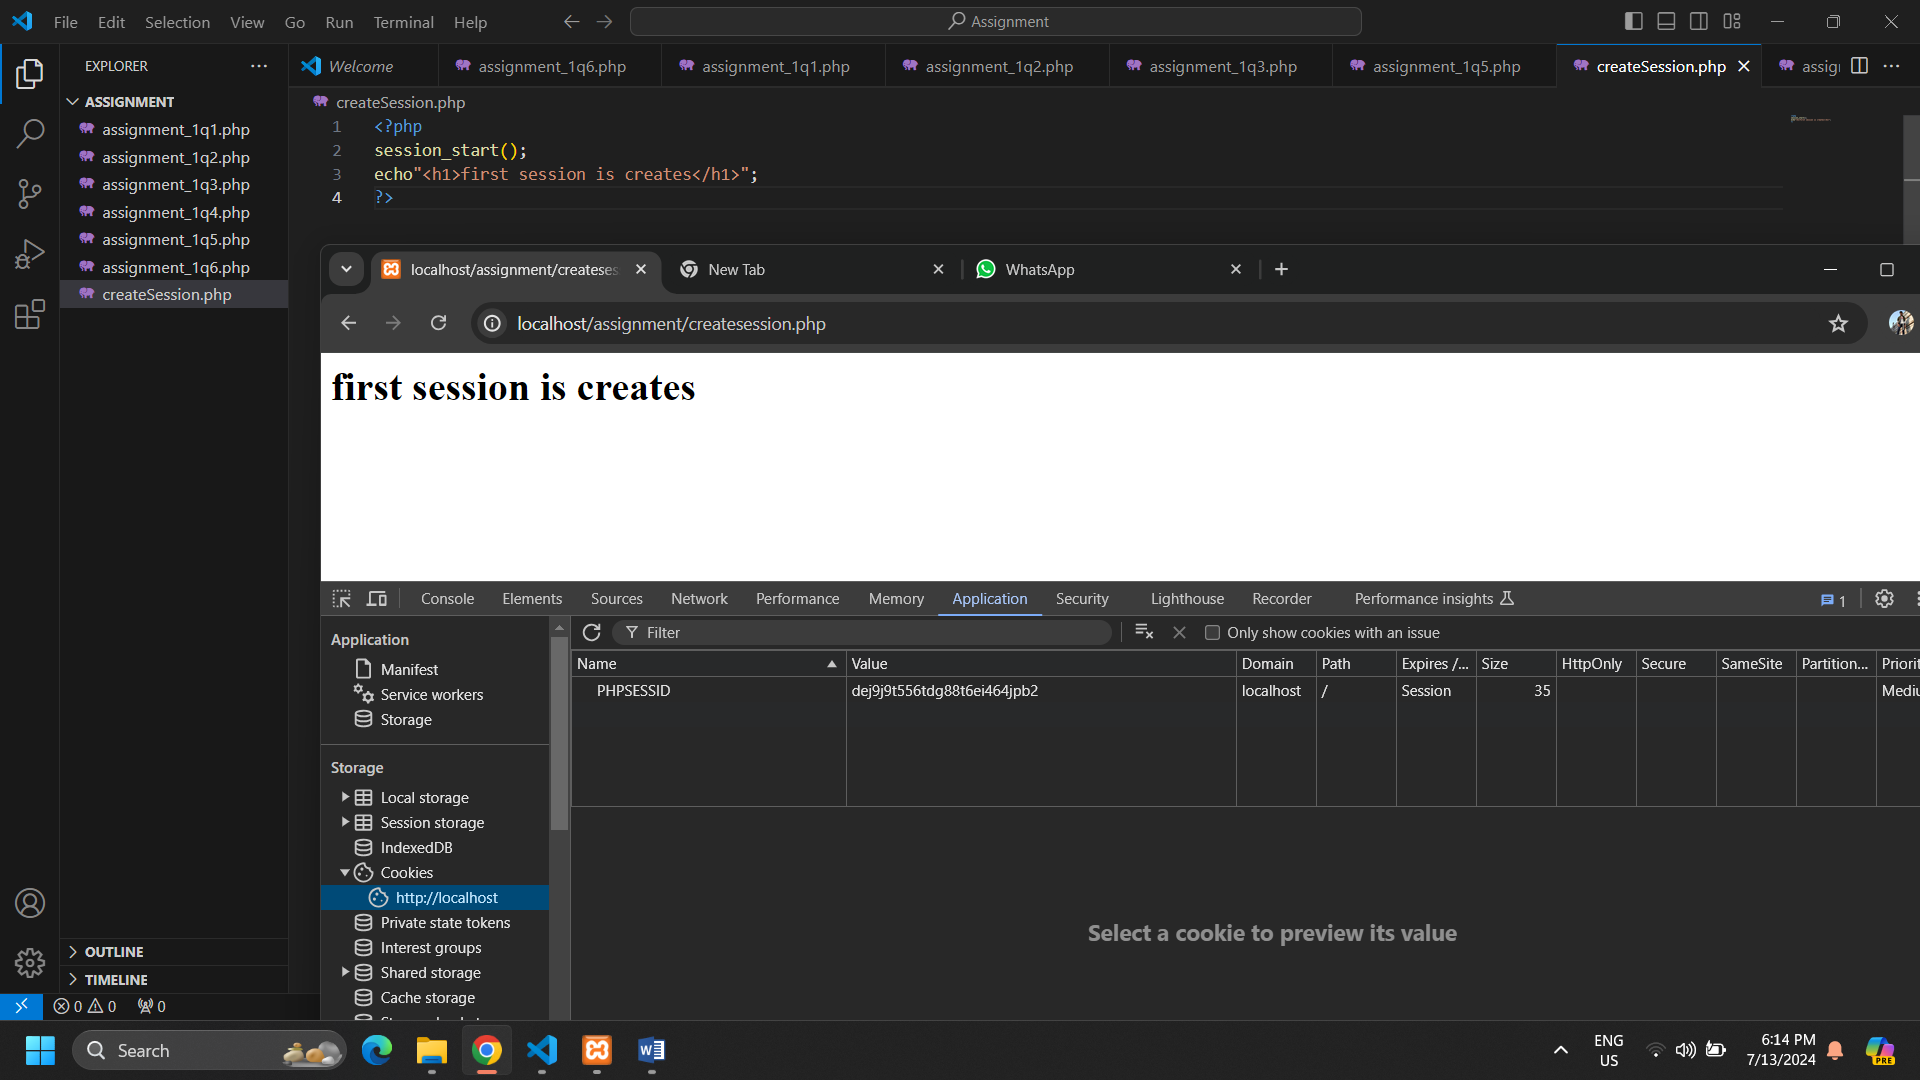 File Edit Selection View Go Run Terminal Help
Assignment
EXPLORER
Welcome
assignment_1q6.php
assignment_1q1.php
assignment_1q2.php
assignment_1q3.php
assignment_1q5.php
createSession.php
ASSIGNMENT
assignment_1q1.php
assignment_1q2.php
assignment_1q3.php
assignment_1q4.php
assignment_1q5.php
assignment_1q6.php
createSession.php
OUTLINE
TIMELINE
0 0 0
createSession.php
1 <?php
2 session_start();
3 echo"<h1>first session is creates</h1>";
4 ?>
localhost/assignment/createses
New Tab
WhatsApp
localhost/assignment/createsession.php
first session is creates
Console Elements Sources Network Performance Memory Application Security Lighthouse Recorder Performance insights 1
Application
Manifest
Service workers
Storage
Storage
Local storage
Session storage
IndexedDB
Cookies
http://localhost
Private state tokens
Interest groups
Shared storage
Cache storage
Filter
Only show cookies with an issue
Name Value Domain Path Expires /... Size HttpOnly Secure SameSite Partition... Priorit
PHPSESSID dej9j9t556tdg88t6ei464jpb2 localhost / Session 35 Mediu
Select a cookie to preview its value
Search
ENG
US
6:14 PM
7/13/2024
PRE